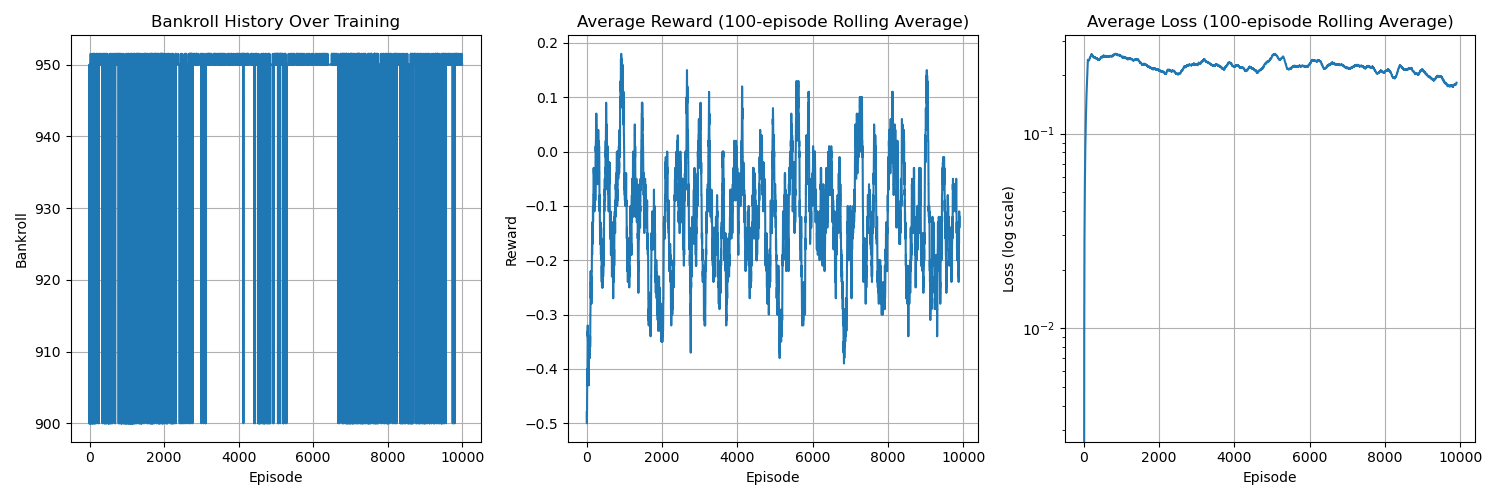 Bankroll History Over Training
Bankroll
950
940
930
920
910
900
0 2000 4000 6000 8000 10000
Episode
Average Reward (100-episode Rolling Average)
Reward
0.2
0.1
0.0
−0.1
−0.2
−0.3
−0.4
−0.5
0 2000 4000 6000 8000 10000
Episode
Average Loss (100-episode Rolling Average)
Loss (log scale)
10⁻¹
10⁻²
0 2000 4000 6000 8000 10000
Episode